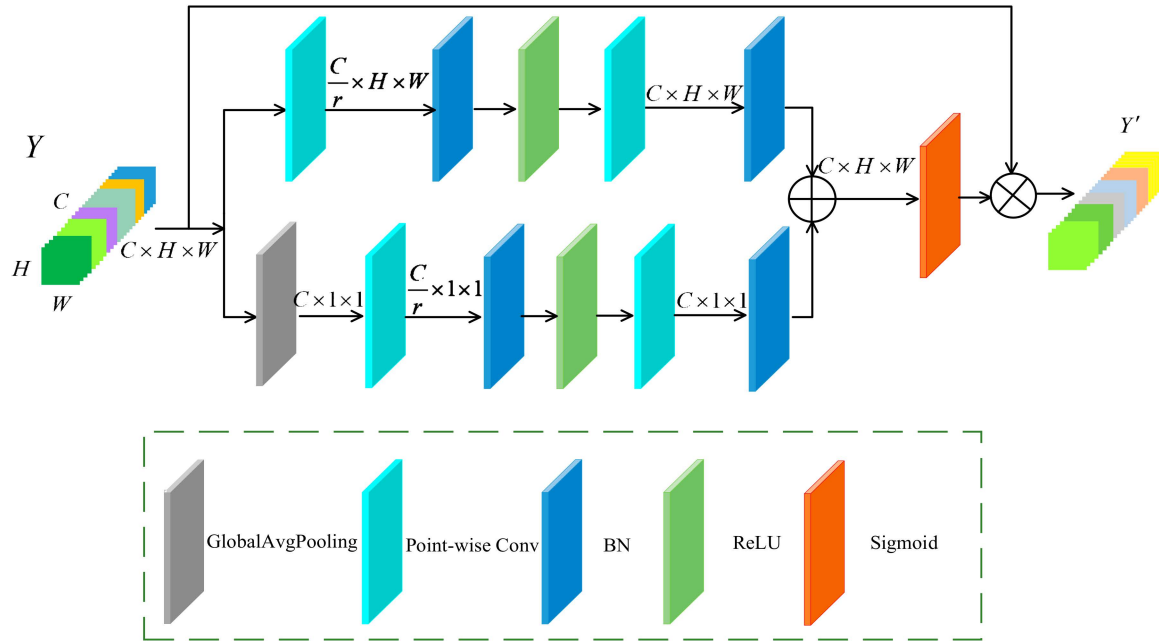 Y
C
H
W
C × H × W
C/r × H × W
C × H × W
C × 1 × 1
C/r × 1 × 1
C × 1 × 1
C × H × W
Y′
GlobalAvgPooling
Point-wise Conv
BN
ReLU
Sigmoid